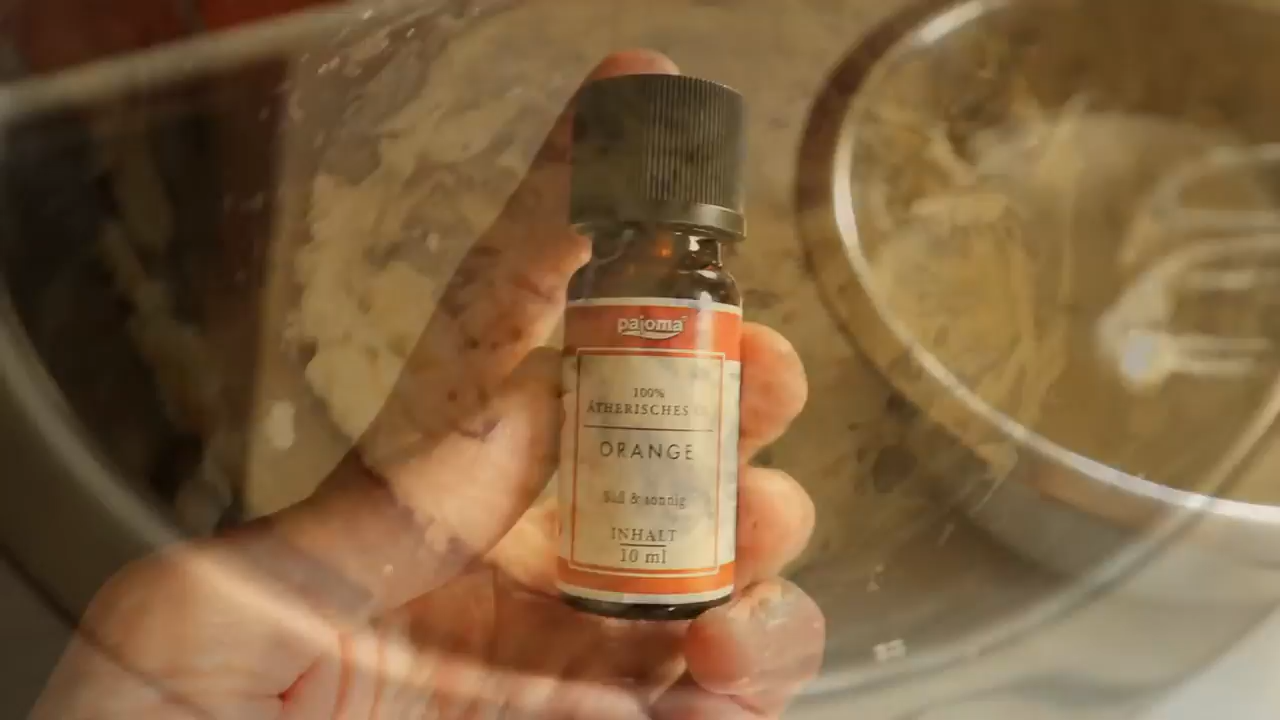 pajoma
100%
ÄTHERISCHES ÖL
ORANGE
Süß & sonnig
INHALT
10 ml